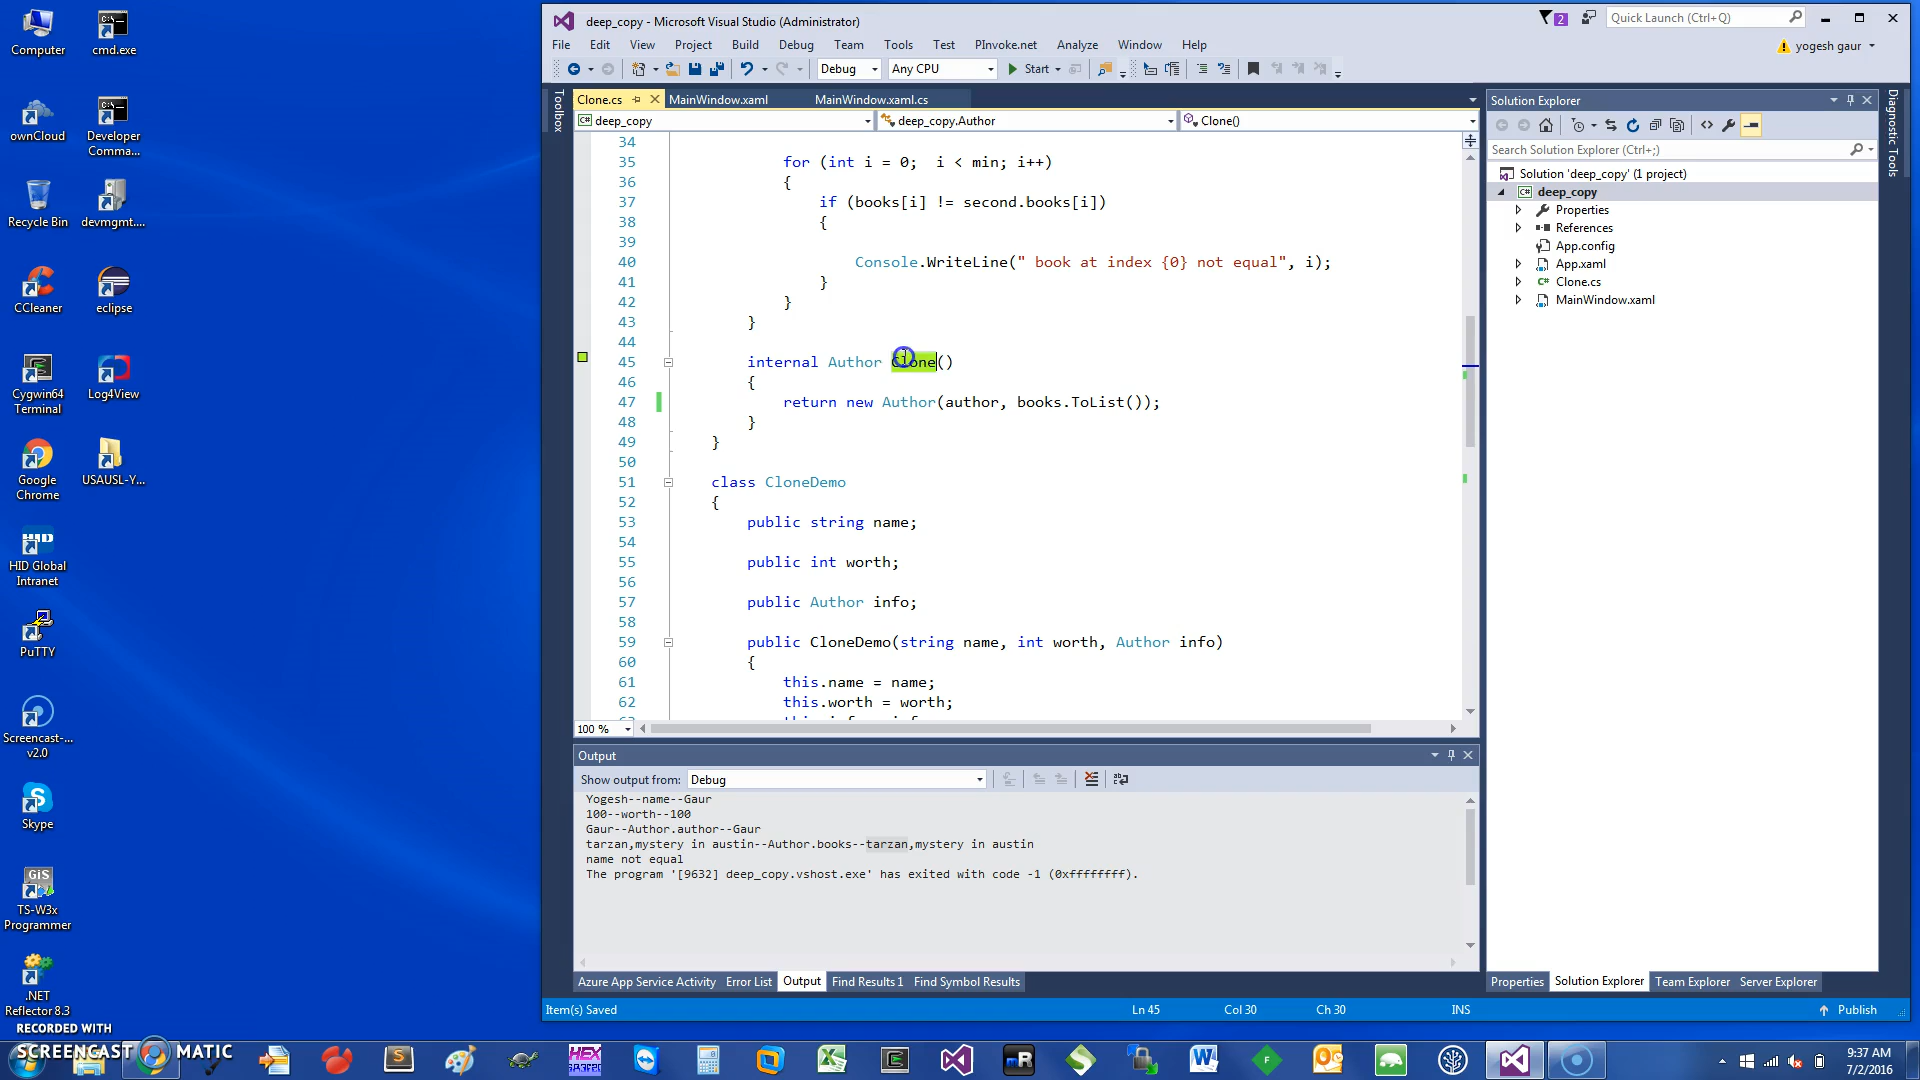 Computer
cmd.exe
ownCloud
Developer
Comma...
Recycle Bin
devmgmt....
CCleaner
eclipse
Cygwin64
Terminal
Log4View
Google
Chrome
USAUSL-Y...
HID Global
Intranet
PuTTY
Screencast-...
v2.0
Skype
GiS
TS-W3x
Programmer
.NET
Reflector 8.3
RECORDED WITH
SCREENCAST MATIC
deep_copy - Microsoft Visual Studio (Administrator)
2
Quick Launch (Ctrl+Q)
File Edit View Project Build Debug Team Tools Test PInvoke.net Analyze Window Help
yogesh gaur
Debug Any CPU Start
Toolbox
Clone.cs MainWindow.xaml MainWindow.xaml.cs
deep_copy deep_copy.Author Clone()
34
35 for (int i = 0;  i < min; i++)
36 {
37 if (books[i] != second.books[i])
38 {
39
40 Console.WriteLine(" book at index {0} not equal", i);
41 }
42 }
43 }
44
45 internal Author Clone()
46 {
47 return new Author(author, books.ToList());
48 }
49 }
50
51 class CloneDemo
52 {
53 public string name;
54
55 public int worth;
56
57 public Author info;
58
59 public CloneDemo(string name, int worth, Author info)
60 {
61 this.name = name;
62 this.worth = worth;
100 %
Output
Show output from: Debug
Yogesh--name--Gaur
100--worth--100
Gaur--Author.author--Gaur
tarzan,mystery in austin--Author.books--tarzan,mystery in austin
name not equal
The program '[9632] deep_copy.vshost.exe' has exited with code -1 (0xffffffff).
Azure App Service Activity Error List Output Find Results 1 Find Symbol Results
Solution Explorer
Search Solution Explorer (Ctrl+;)
Solution 'deep_copy' (1 project)
deep_copy
Properties
References
App.config
App.xaml
Clone.cs
MainWindow.xaml
Diagnostic Tools
Properties Solution Explorer Team Explorer Server Explorer
Item(s) Saved Ln 45 Col 30 Ch 30 INS Publish
HEX
mR
9:37 AM
7/2/2016